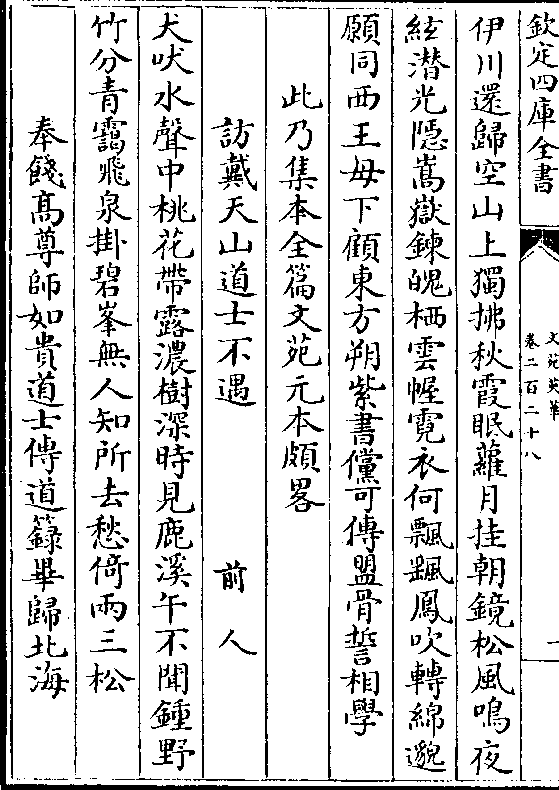 欽定四庫全書
文苑英華
卷二百二十八
伊川還歸空山上獨拂秋霞眠蘿月挂朝鏡松風鳴夜
絃潜光隠嵩嶽鍊魄栖雲幄霓衣何飄颻鳳吹轉綿邈
願同西王母下顧東方朔紫書儻可傳盟骨誓相學
此乃集本全篇文苑元本頗畧
訪戴天山道士不遇　前人
犬吠水聲中桃花帶露濃樹深時見鹿溪午不聞鍾野
竹分青靄飛泉掛碧峯無人知所去愁倚兩三松
奉餞髙尊師如貴道士傳道籙畢歸北海